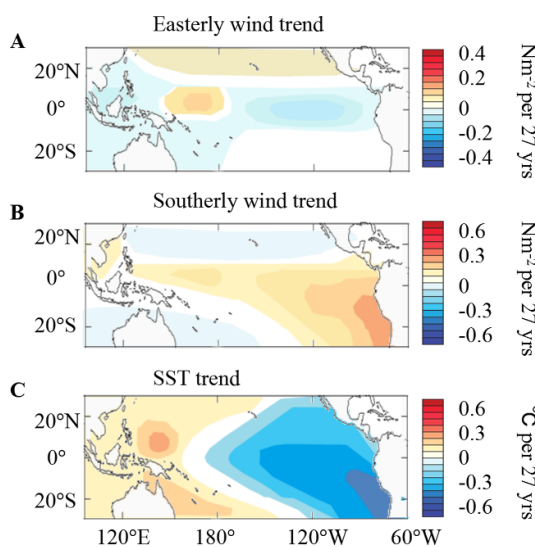 Easterly wind trend
A
20°N
0°
20°S
0.4
0.2
0
-0.2
-0.4
Nm-2 per 27 yrs
Southerly wind trend
B
20°N
0°
20°S
0.6
0.3
0
-0.3
-0.6
Nm-2 per 27 yrs
SST trend
C
20°N
0°
20°S
0.6
0.3
0
-0.3
-0.6
°C per 27 yrs
120°E 180° 120°W 60°W